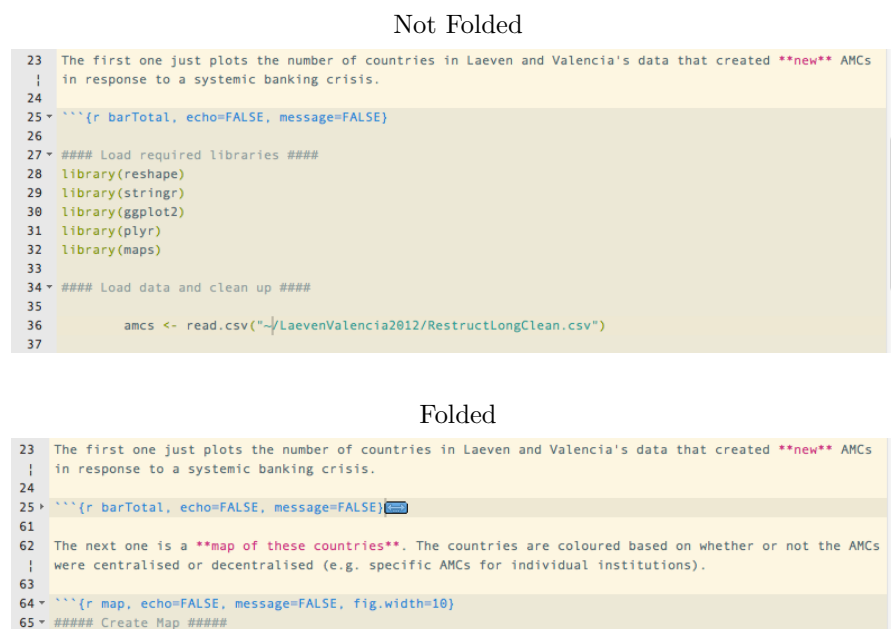 Not Folded
23 The first one just plots the number of countries in Laeven and Valencia's data that created **new** AMCs
¦ in response to a systemic banking crisis.
24
25 ```{r barTotal, echo=FALSE, message=FALSE}
26
27 #### Load required libraries ####
28 library(reshape)
29 library(stringr)
30 library(ggplot2)
31 library(plyr)
32 library(maps)
33
34 #### Load data and clean up ####
35
36 amcs <- read.csv("~/LaevenValencia2012/RestructLongClean.csv")
37
Folded
23 The first one just plots the number of countries in Laeven and Valencia's data that created **new** AMCs
¦ in response to a systemic banking crisis.
24
25 ```{r barTotal, echo=FALSE, message=FALSE}
61
62 The next one is a **map of these countries**. The countries are coloured based on whether or not the AMCs
¦ were centralised or decentralised (e.g. specific AMCs for individual institutions).
63
64 ```{r map, echo=FALSE, message=FALSE, fig.width=10}
65 ##### Create Map #####